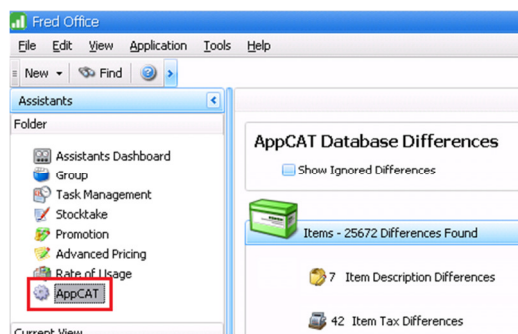 Fred Office
File Edit View Application Tools Help
New Find
Assistants
Folder
Assistants Dashboard
Group
Task Management
Stocktake
Promotion
Advanced Pricing
Rate of Usage
AppCAT
Current View
AppCAT Database Differences
Show Ignored Differences
Items - 25672 Differences Found
7 Item Description Differences
42 Item Tax Differences